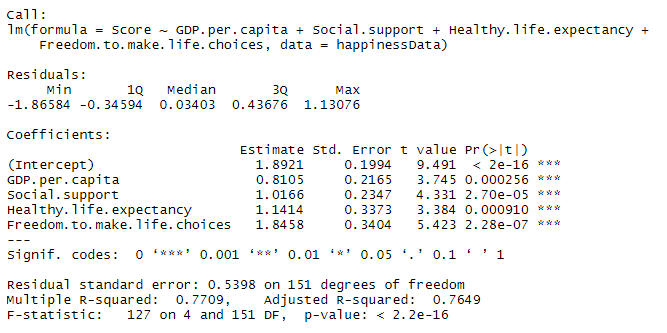 Call:
lm(formula = Score ~ GDP.per.capita + Social.support + Healthy.life.expectancy +
    Freedom.to.make.life.choices, data = happinessData)

Residuals:
     Min       1Q   Median       3Q      Max
-1.86584 -0.34594  0.03403  0.43676  1.13076

Coefficients:
                             Estimate Std. Error t value Pr(>|t|)
(Intercept)                    1.8921     0.1994   9.491  < 2e-16 ***
GDP.per.capita                 0.8105     0.2165   3.745 0.000256 ***
Social.support                 1.0166     0.2347   4.331 2.70e-05 ***
Healthy.life.expectancy        1.1414     0.3373   3.384 0.000910 ***
Freedom.to.make.life.choices   1.8458     0.3404   5.423 2.28e-07 ***
---
Signif. codes:  0 ‘***’ 0.001 ‘**’ 0.01 ‘*’ 0.05 ‘.’ 0.1 ‘ ’ 1

Residual standard error: 0.5398 on 151 degrees of freedom
Multiple R-squared:  0.7709,    Adjusted R-squared:  0.7649
F-statistic:   127 on 4 and 151 DF,  p-value: < 2.2e-16